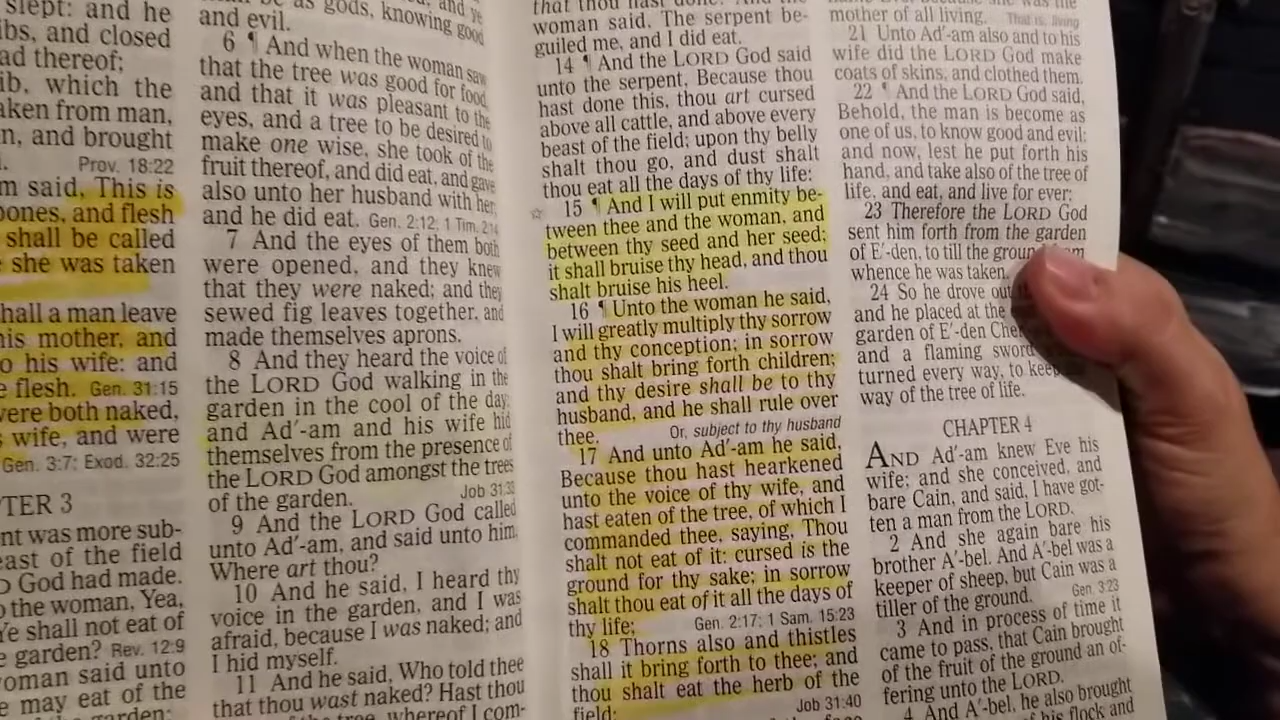 slept: and he
ibs, and closed
ad thereof;
ib, which the
aken from man,
n, and brought
Prov. 18:22
m said, This is
bones, and flesh
shall be called
she was taken
hall a man leave
his mother, and
o his wife: and
e flesh. Gen. 31:15
were both naked,
s wife, and were
Gen. 3:7; Exod. 32:25
TER 3
nt was more sub-
east of the field
D God had made.
o the woman, Yea,
Ye shall not eat of
e garden? Rev. 12:9
oman said unto
e may eat of the
garden:
be as gods, knowing good
and evil.
6 ¶ And when the woman saw
that the tree was good for food,
and that it was pleasant to the
eyes, and a tree to be desired to
make one wise, she took of the
fruit thereof, and did eat, and gave
also unto her husband with her;
and he did eat. Gen. 2:12; 1 Tim. 2:14
7 And the eyes of them both
were opened, and they knew
that they were naked; and they
sewed fig leaves together, and
made themselves aprons.
8 And they heard the voice of
the LORD God walking in the
garden in the cool of the day:
and Ad′-am and his wife hid
themselves from the presence of
the LORD God amongst the trees
of the garden. Job 31:33
9 And the LORD God called
unto Ad′-am, and said unto him,
Where art thou?
10 And he said, I heard thy
voice in the garden, and I was
afraid, because I was naked; and
I hid myself.
11 And he said, Who told thee
that thou wast naked? Hast thou
whereof I com-
that thou hast done? And the
woman said, The serpent be-
guiled me, and I did eat.
14 ¶ And the LORD God said
unto the serpent, Because thou
hast done this, thou art cursed
above all cattle, and above every
beast of the field; upon thy belly
shalt thou go, and dust shalt
thou eat all the days of thy life:
☆ 15 ¶ And I will put enmity be-
tween thee and the woman, and
between thy seed and her seed;
it shall bruise thy head, and thou
shalt bruise his heel.
16 ¶ Unto the woman he said,
I will greatly multiply thy sorrow
and thy conception; in sorrow
thou shalt bring forth children;
and thy desire shall be to thy
husband, and he shall rule over
thee. Or, subject to thy husband
17 And unto Ad′-am he said,
Because thou hast hearkened
unto the voice of thy wife, and
hast eaten of the tree, of which I
commanded thee, saying, Thou
shalt not eat of it: cursed is the
ground for thy sake; in sorrow
shalt thou eat of it all the days of
thy life; Gen. 2:17; 1 Sam. 15:23
18 Thorns also and thistles
shall it bring forth to thee; and
thou shalt eat the herb of the
field: Job 31:40
was the
mother of all living. That is, living
21 Unto Ad′-am also and to his
wife did the LORD God make
coats of skins, and clothed them.
22 ¶ And the LORD God said,
Behold, the man is become as
one of us, to know good and evil:
and now, lest he put forth his
hand, and take also of the tree of
life, and eat, and live for ever:
23 Therefore the LORD God
sent him forth from the garden
of E′-den, to till the ground
whence he was taken.
24 So he drove out
and he placed at the
garden of E′-den Cher
and a flaming sword
turned every way, to keep
way of the tree of life.
CHAPTER 4
AND Ad′-am knew Eve his
wife; and she conceived, and
bare Cain, and said, I have got-
ten a man from the LORD.
2 And she again bare his
brother A′-bel. And A′-bel was a
keeper of sheep, but Cain was a
tiller of the ground. Gen. 3:23
3 And in process of time it
came to pass, that Cain brought
of the fruit of the ground an of-
fering unto the LORD.
4 And A′-bel, he also brought
his flock and